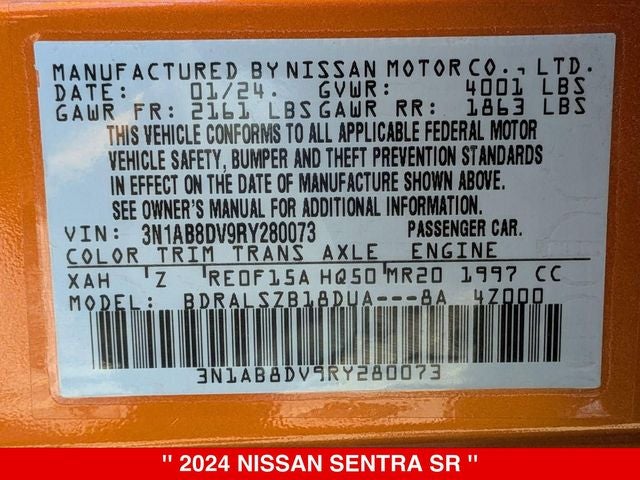 MANUFACTURED BY NISSAN MOTOR CO., LTD.
DATE: 01/24. GVWR: 4001 LBS
GAWR FR: 2161 LBS GAWR RR: 1863 LBS
THIS VEHICLE CONFORMS TO ALL APPLICABLE FEDERAL MOTOR
VEHICLE SAFETY, BUMPER AND THEFT PREVENTION STANDARDS
IN EFFECT ON THE DATE OF MANUFACTURE SHOWN ABOVE.
SEE OWNER'S MANUAL FOR ADDITIONAL INFORMATION.
VIN: 3N1AB8DV9RY280073 PASSENGER CAR.
COLOR TRIM TRANS AXLE ENGINE
XAH Z RE0F15A HQ50 MR20 1997 CC
MODEL: BDRALSZB18DUA---8A 4Z000
3N1AB8DV9RY280073
" 2024 NISSAN SENTRA SR "